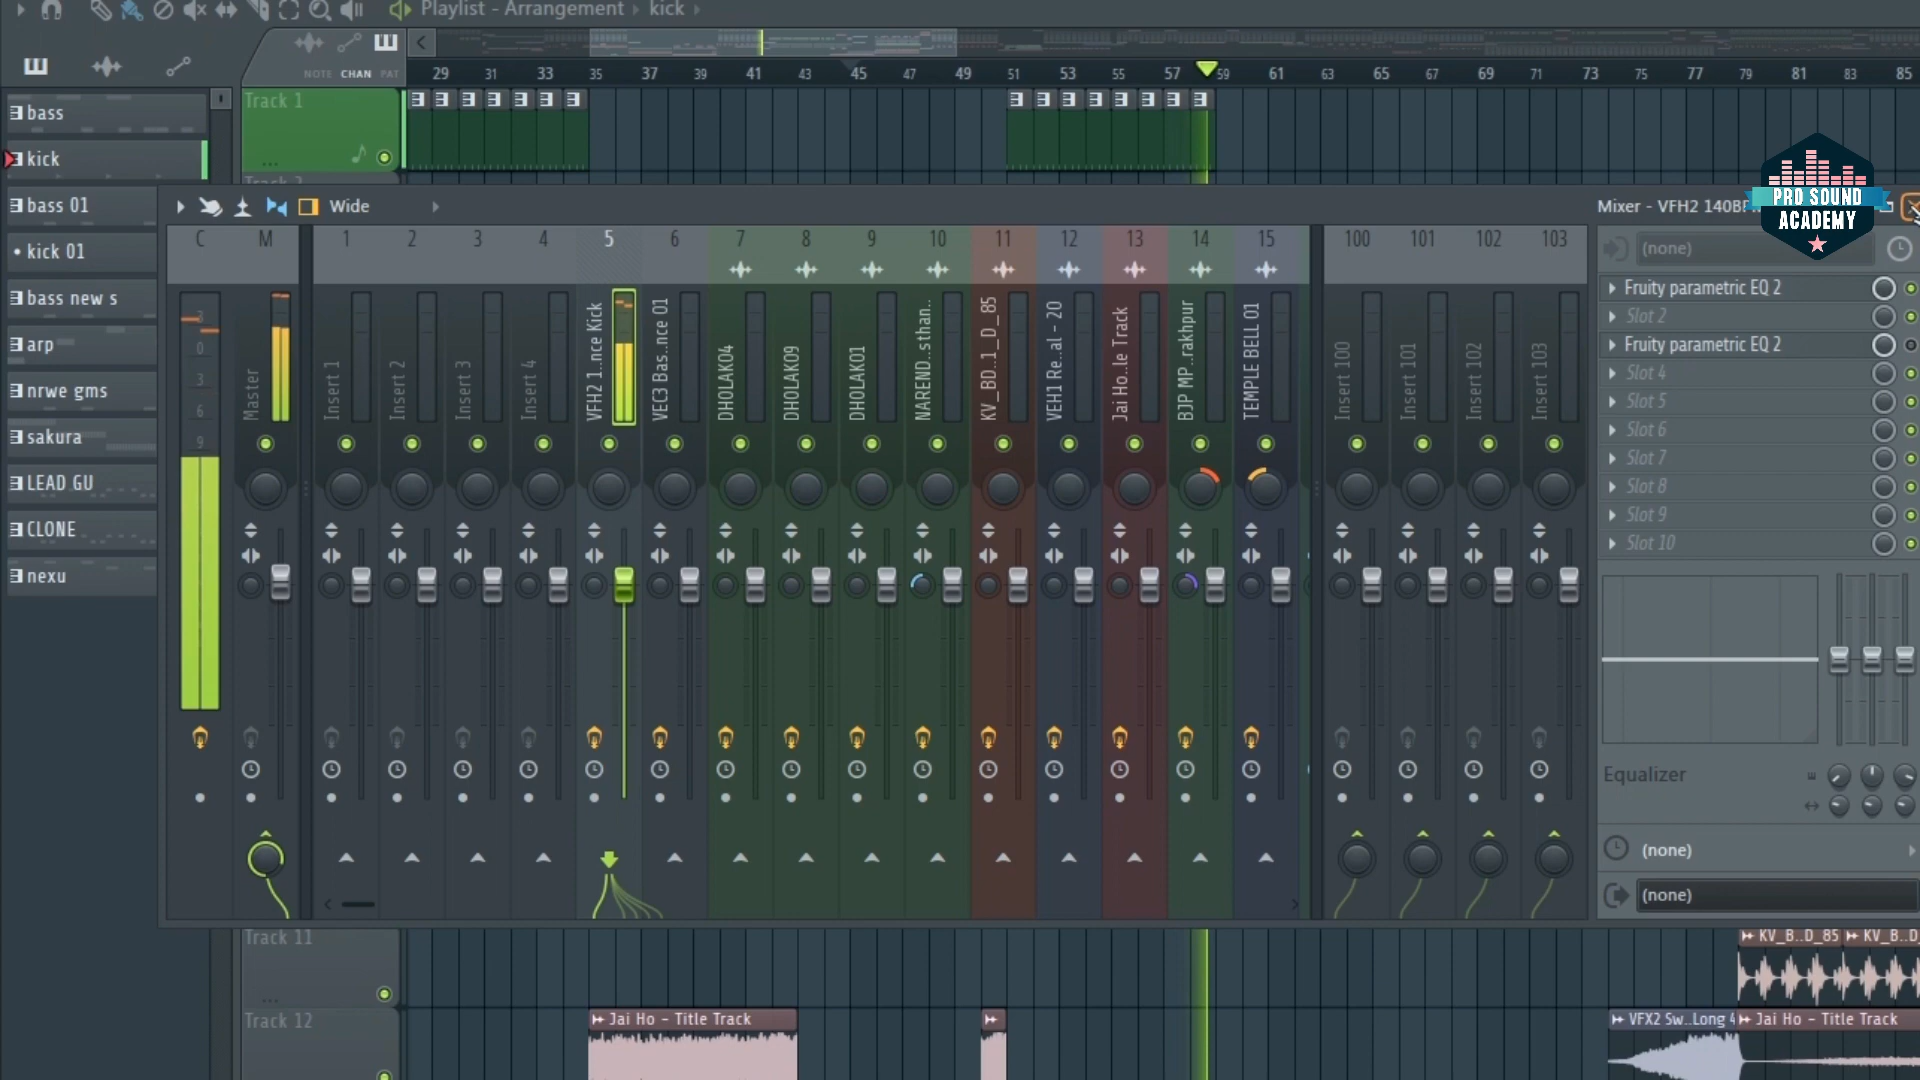 Playlist - Arrangement › kick ›
NOTE CHAN PAT
29 31 33 35 37 39 41 43 45 47 49 51 53 55 57 59 61 63 65 67 69 71 73 75 77 79 81 83 85
bass
kick
bass 01
kick 01
bass new s
arp
nrwe gms
sakura
LEAD GU
CLONE
nexu
Track 1
Wide
Mixer - VFH2 140B
PRO SOUND
ACADEMY
C M 1 2 3 4 5 6 7 8 9 10 11 12 13 14 15 100 101 102 103
3
0
3
6
9
Master
Insert 1
Insert 2
Insert 3
Insert 4
VFH2 1..nce Kick
VEC3 Bas..nce 01
DHOLAK04
DHOLAK09
DHOLAK01
NAREND..sthan..
KV_BD..1_D_85
VEH1 Re..al - 20
Jai Ho..le Track
BJP MP..rakhpur
TEMPLE BELL 01
Insert 100
Insert 101
Insert 102
Insert 103
(none)
Fruity parametric EQ 2
Slot 2
Fruity parametric EQ 2
Slot 4
Slot 5
Slot 6
Slot 7
Slot 8
Slot 9
Slot 10
Equalizer
(none)
(none)
Track 11
KV_B..D_85 KV_B..D
Track 12
Jai Ho - Title Track
VFX2 Sw..Long 4 Jai Ho - Title Track